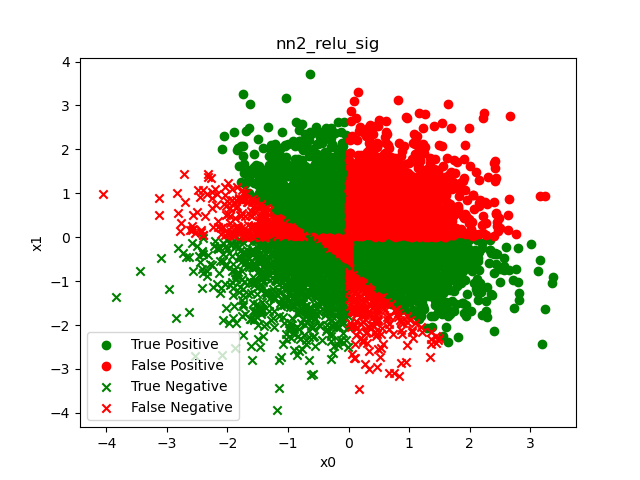 nn2_relu_sig
4
3
2
1
0
−1
−2
−3
−4
x1
True Positive
False Positive
True Negative
False Negative
−4 −3 −2 −1 0 1 2 3
x0